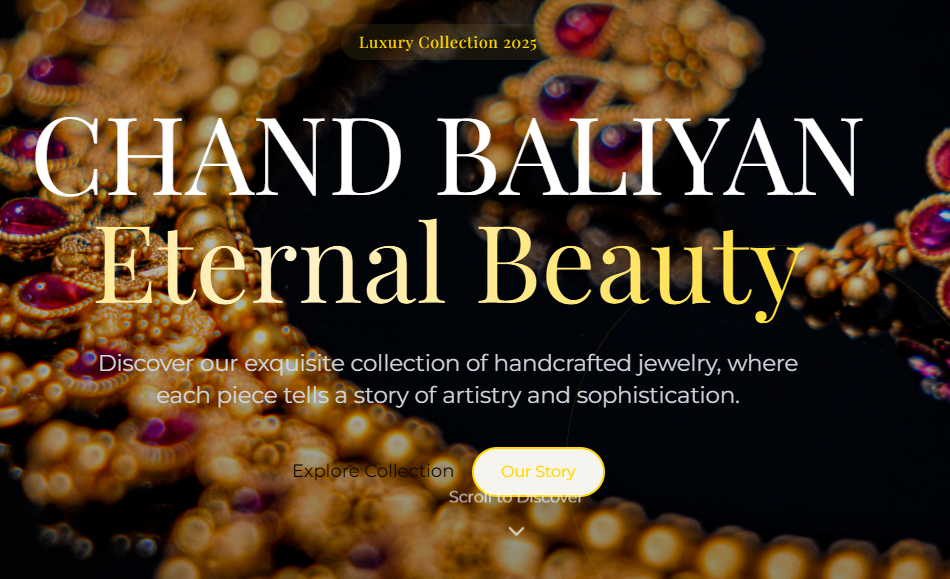 Luxury Collection 2025
CHAND BALIYAN
Eternal Beauty
Discover our exquisite collection of handcrafted jewelry, where
each piece tells a story of artistry and sophistication.
Explore Collection
Our Story
Scroll to Discover